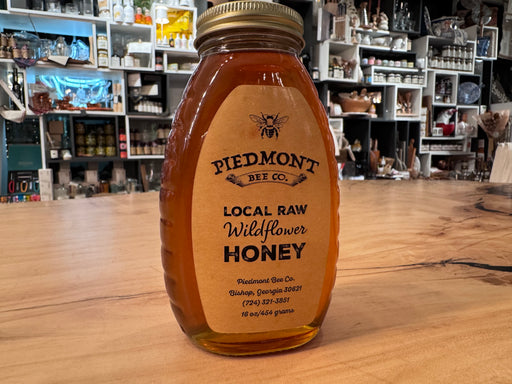 PIEDMONT
BEE CO.
LOCAL RAW
Wildflower
HONEY
Piedmont Bee Co.
Bishop, Georgia 30621
(724) 321-3851
16 oz/454 grams